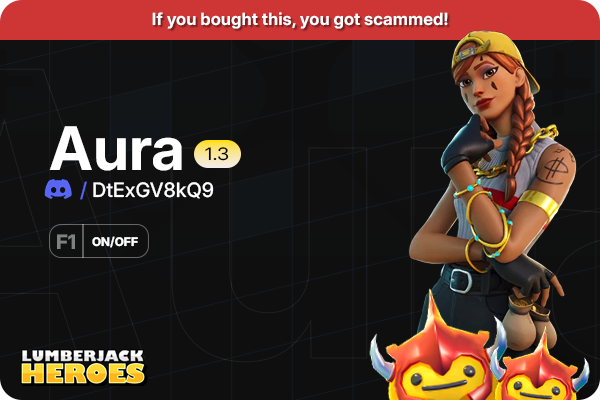 If you bought this, you got scammed!
Aura 1.3
/ DtExGV8kQ9
F1 ON/OFF
LUMBERJACK
HEROES